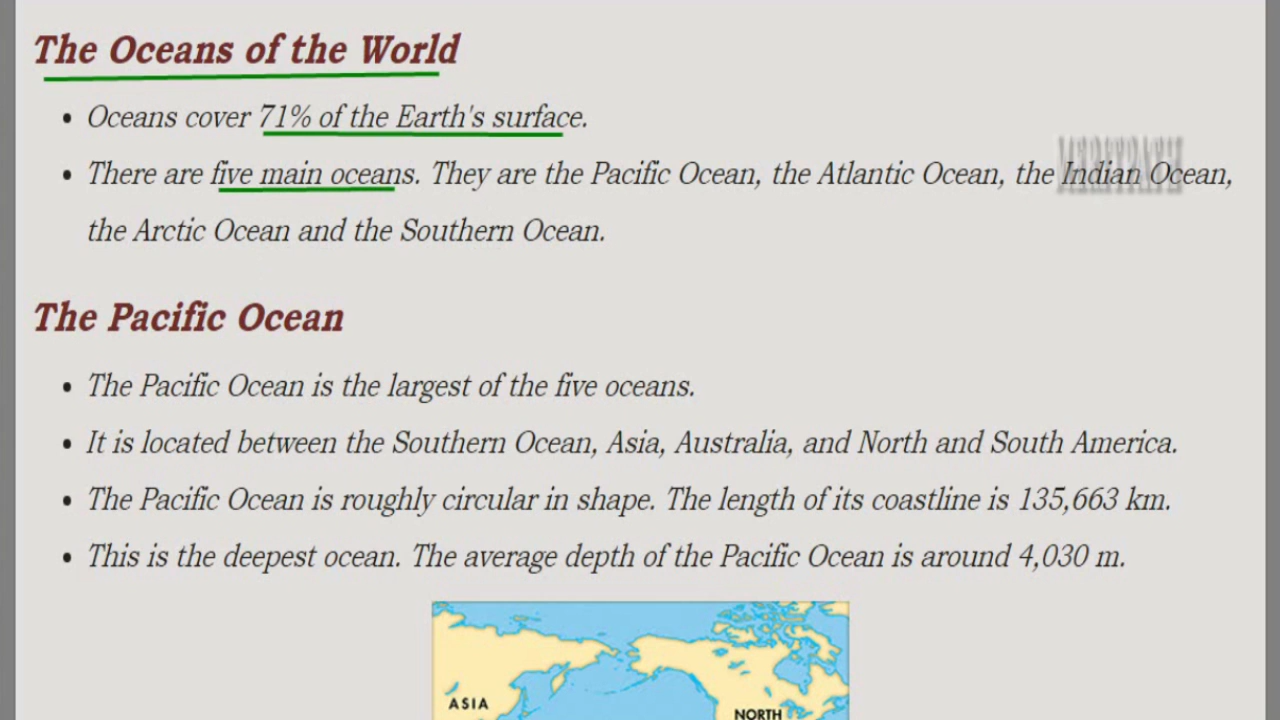 The Oceans of the World
• Oceans cover 71% of the Earth's surface.
• There are five main oceans. They are the Pacific Ocean, the Atlantic Ocean, the Indian Ocean,
the Arctic Ocean and the Southern Ocean.
The Pacific Ocean
• The Pacific Ocean is the largest of the five oceans.
• It is located between the Southern Ocean, Asia, Australia, and North and South America.
• The Pacific Ocean is roughly circular in shape. The length of its coastline is 135,663 km.
• This is the deepest ocean. The average depth of the Pacific Ocean is around 4,030 m.
ASIA
NORTH